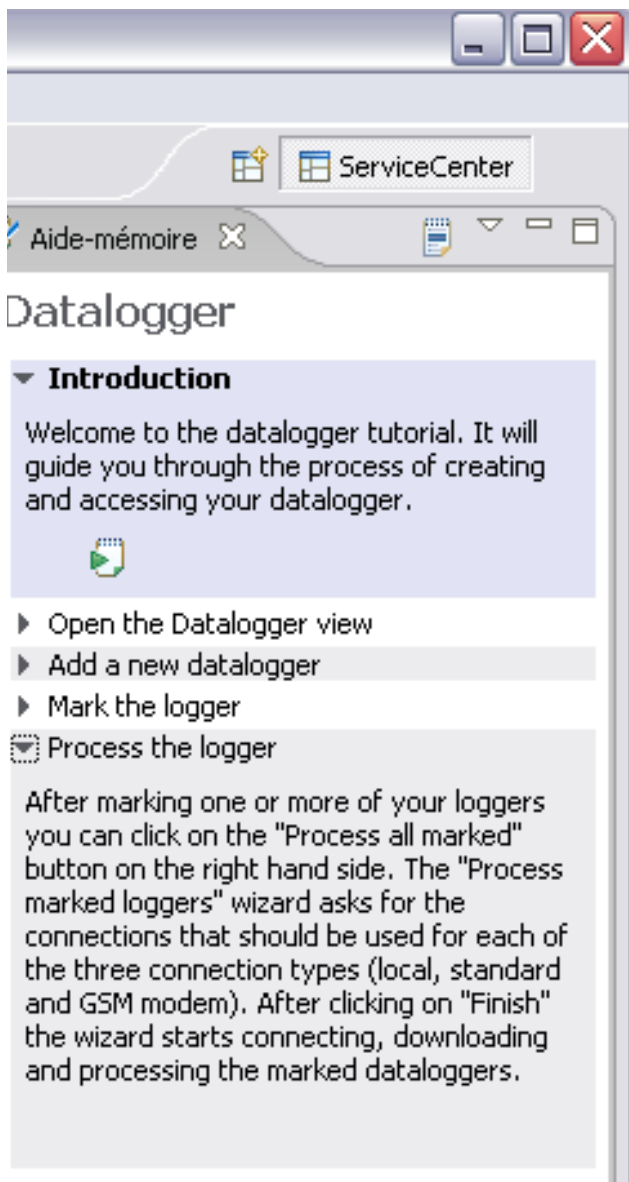 ServiceCenter
Aide-mémoire
Datalogger
Introduction
Welcome to the datalogger tutorial. It will
guide you through the process of creating
and accessing your datalogger.
Open the Datalogger view
Add a new datalogger
Mark the logger
Process the logger
After marking one or more of your loggers
you can click on the "Process all marked"
button on the right hand side. The "Process
marked loggers" wizard asks for the
connections that should be used for each of
the three connection types (local, standard
and GSM modem). After clicking on "Finish"
the wizard starts connecting, downloading
and processing the marked dataloggers.